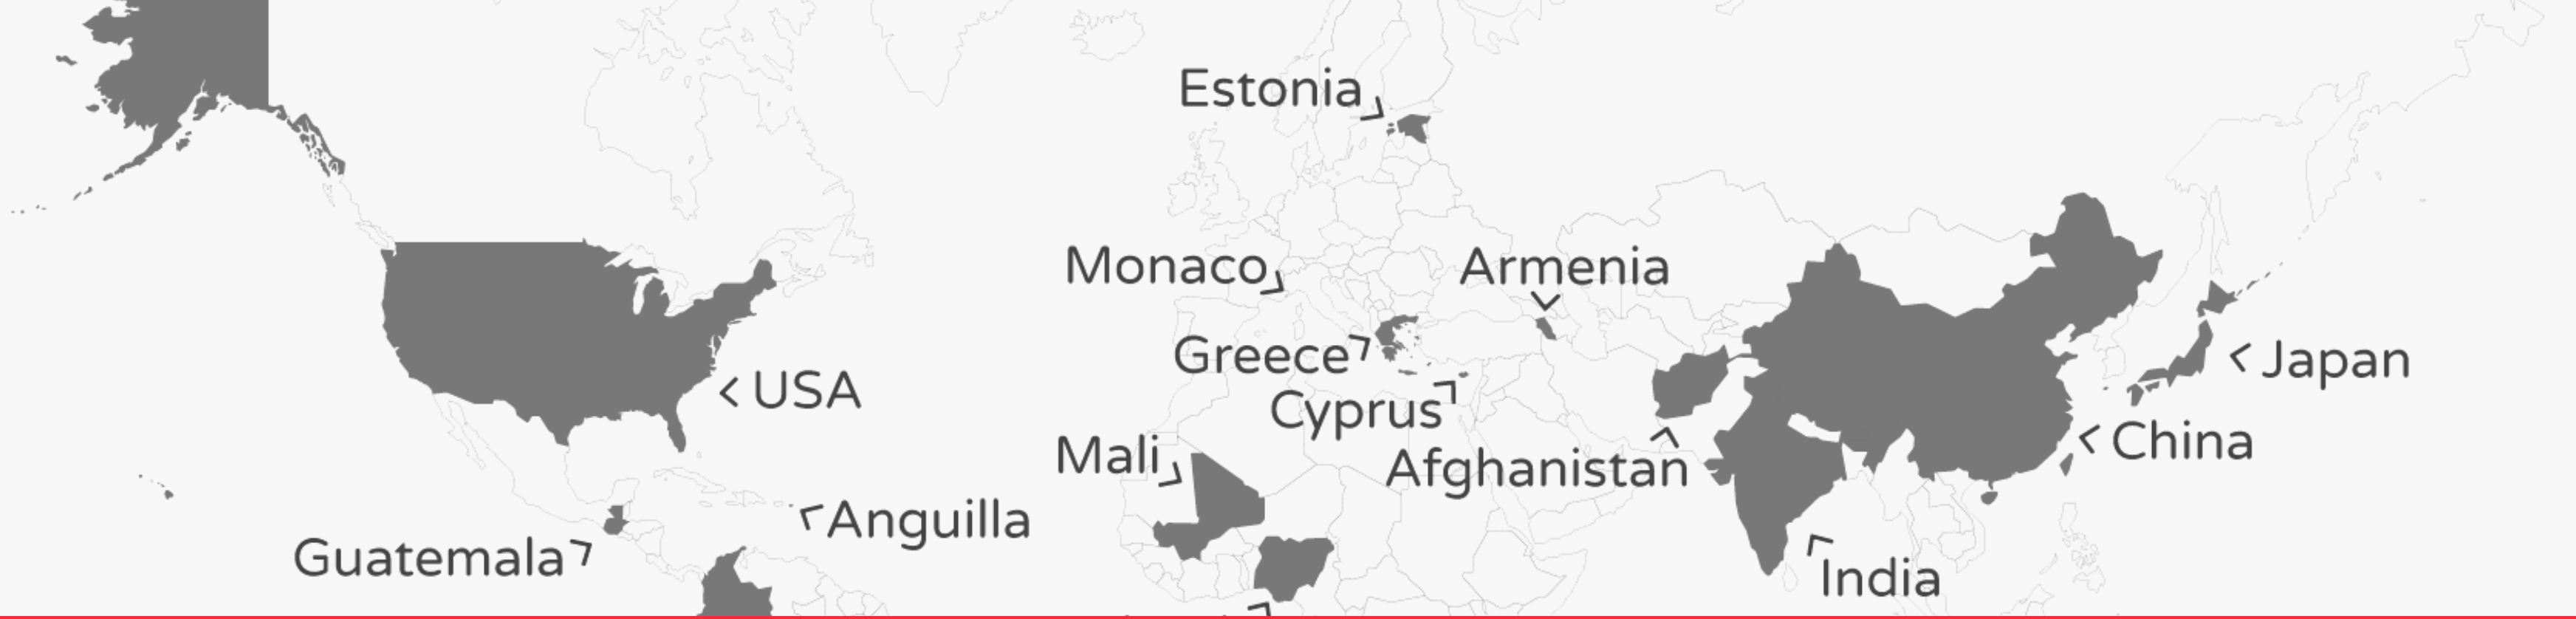 Estonia
Monaco
Armenia
Greece
Japan
USA
Cyprus
China
Mali
Afghanistan
Anguilla
Guatemala
India